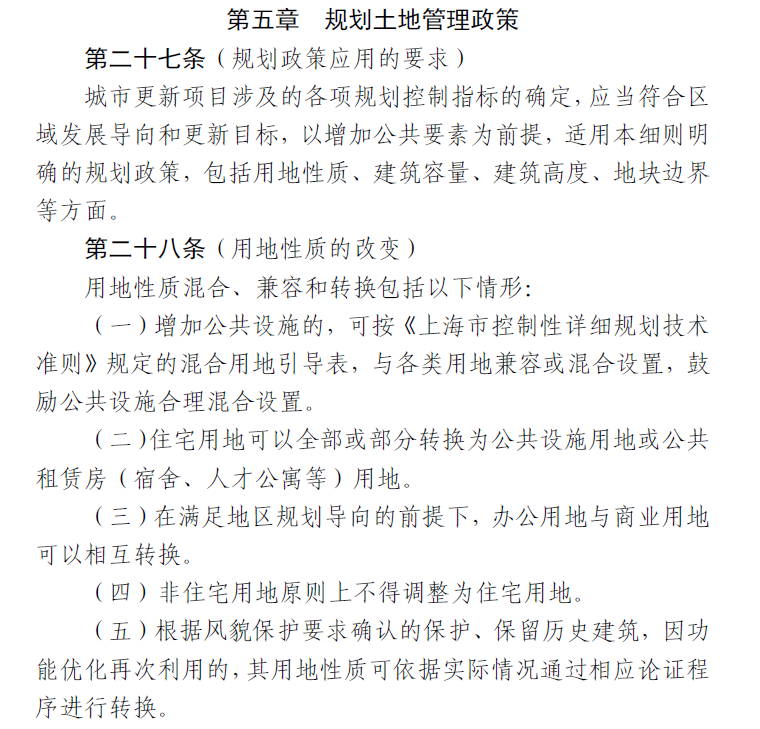 第五章　规划土地管理政策
第二十七条（规划政策应用的要求）
城市更新项目涉及的各项规划控制指标的确定，应当符合区
域发展导向和更新目标，以增加公共要素为前提，适用本细则明
确的规划政策，包括用地性质、建筑容量、建筑高度、地块边界
等方面。
第二十八条（用地性质的改变）
用地性质混合、兼容和转换包括以下情形：
（一）增加公共设施的，可按《上海市控制性详细规划技术
准则》规定的混合用地引导表，与各类用地兼容或混合设置，鼓
励公共设施合理混合设置。
（二）住宅用地可以全部或部分转换为公共设施用地或公共
租赁房（宿舍、人才公寓等）用地。
（三）在满足地区规划导向的前提下，办公用地与商业用地
可以相互转换。
（四）非住宅用地原则上不得调整为住宅用地。
（五）根据风貌保护要求确认的保护、保留历史建筑，因功
能优化再次利用的，其用地性质可依据实际情况通过相应论证程
序进行转换。